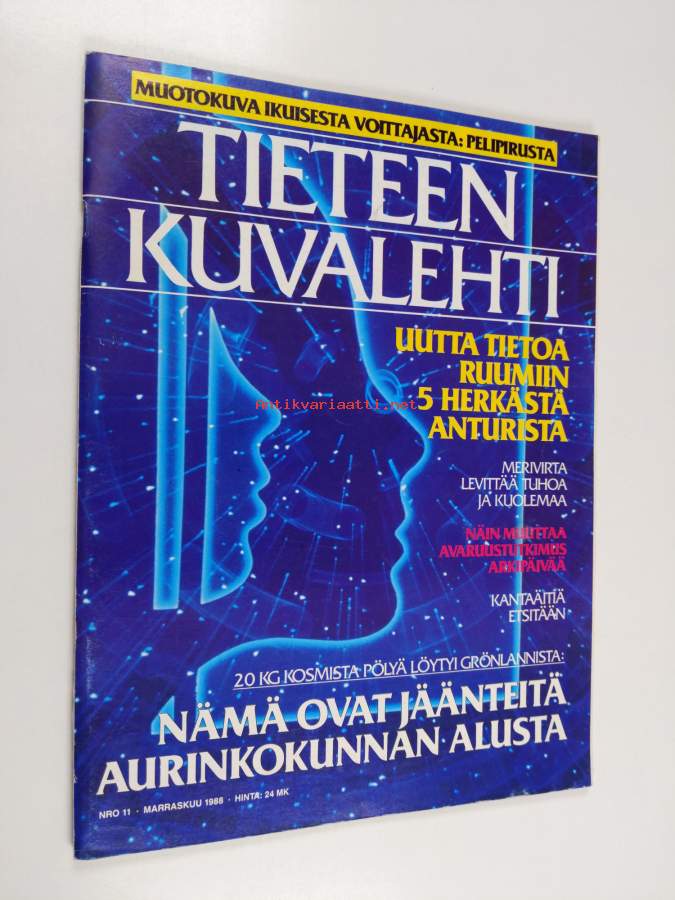 MUOTOKUVA IKUISESTA VOITTAJASTA: PELIPIRUSTA
TIETEEN
KUVALEHTI
UUTTA TIETOA
RUUMIIN
5 HERKÄSTÄ
ANTURISTA
Antikvariaatti.net
MERIVIRTA
LEVITTÄÄ TUHOA
JA KUOLEMAA
NÄIN MUUTTAA
AVARUUSTUTKIMUS
ARKIPÄIVÄÄ
KANTAÄITIÄ
ETSITÄÄN
20 KG KOSMISTA PÖLYÄ LÖYTYI GRÖNLANNISTA:
NÄMÄ OVAT JÄÄNTEITÄ
AURINKOKUNNAN ALUSTA
NRO 11 · MARRASKUU 1988 · HINTA: 24 MK